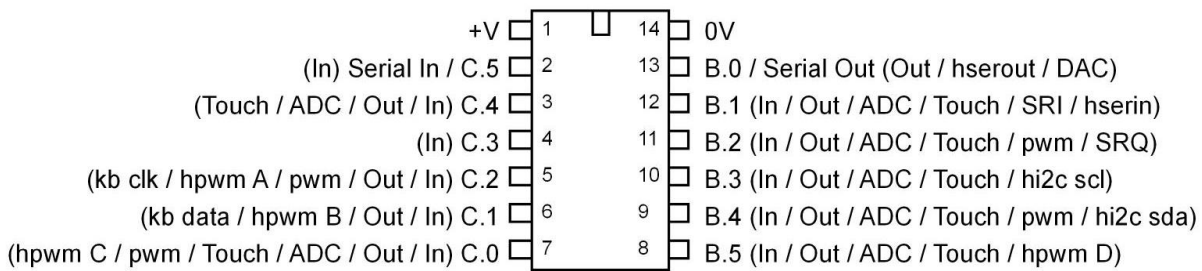 +V 1 14 0V
(In) Serial In / C.5 2 13 B.0 / Serial Out (Out / hserout / DAC)
(Touch / ADC / Out / In) C.4 3 12 B.1 (In / Out / ADC / Touch / SRI / hserin)
(In) C.3 4 11 B.2 (In / Out / ADC / Touch / pwm / SRQ)
(kb clk / hpwm A / pwm / Out / In) C.2 5 10 B.3 (In / Out / ADC / Touch / hi2c scl)
(kb data / hpwm B / Out / In) C.1 6 9 B.4 (In / Out / ADC / Touch / pwm / hi2c sda)
(hpwm C / pwm / Touch / ADC / Out / In) C.0 7 8 B.5 (In / Out / ADC / Touch / hpwm D)